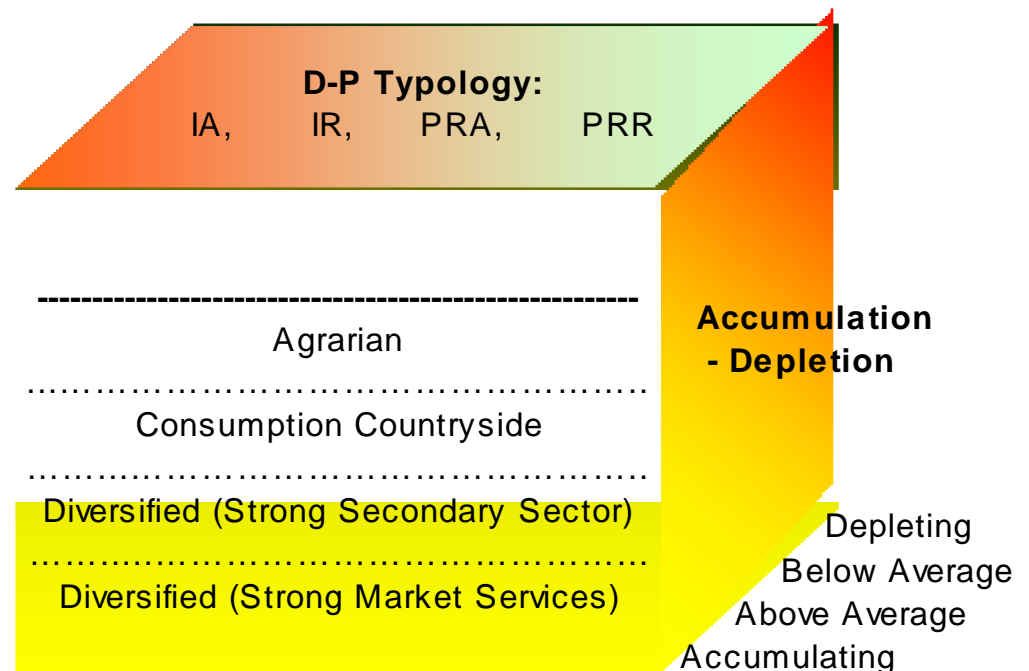 D-P Typology:
IA, IR, PRA, PRR
-------------------------------------------------------
Agrarian
………………………………………………………..
Consumption Countryside
………………………………………………………..
Diversified (Strong Secondary Sector)
………..…………………………………………
Diversified (Strong Market Services)
Accumulation
- Depletion
Depleting
Below Average
Above Average
Accumulating